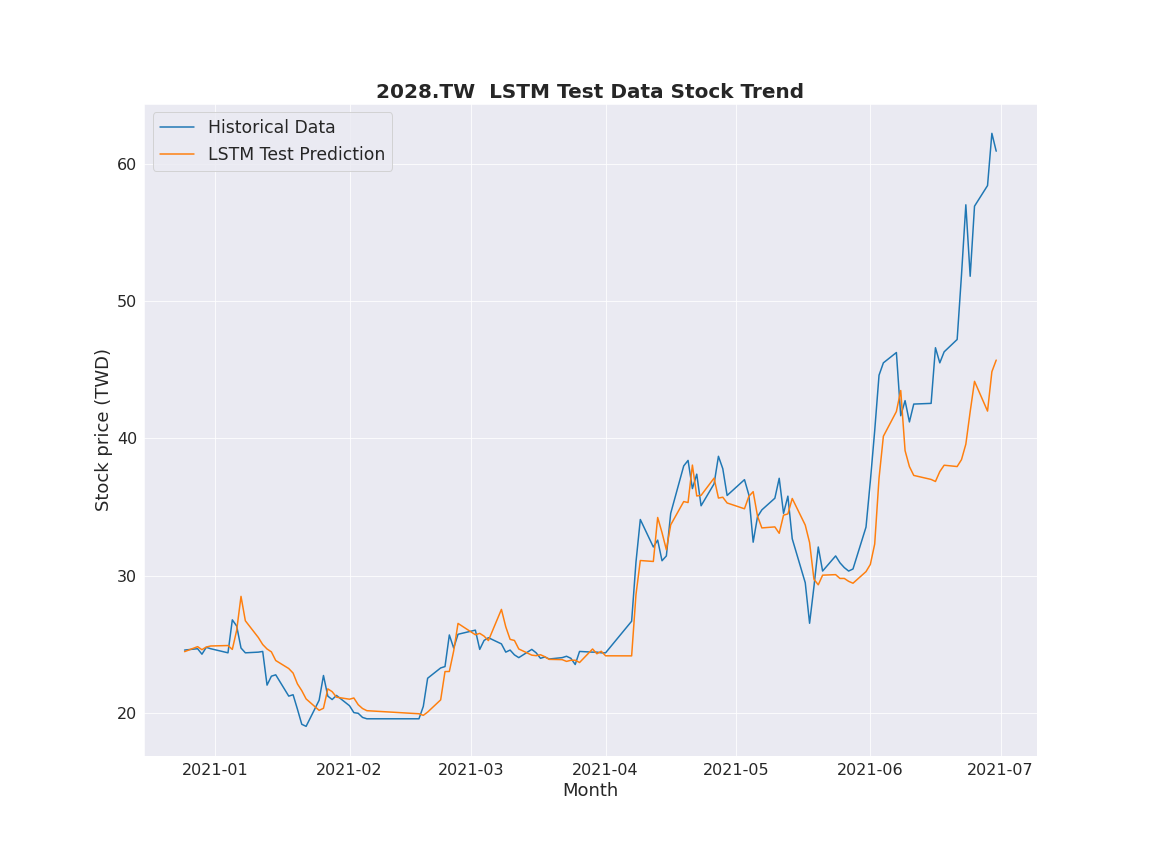 2028.TW  LSTM Test Data Stock Trend
Historical Data
LSTM Test Prediction
60
50
40
30
20
Stock price (TWD)
2021-01 2021-02 2021-03 2021-04 2021-05 2021-06 2021-07
Month